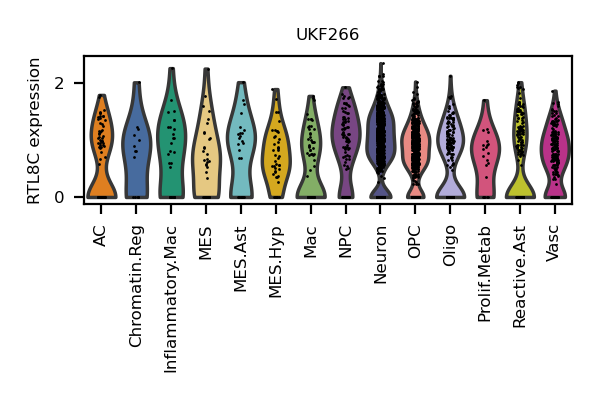 UKF266
RTL8C expression
2
0
AC
Chromatin.Reg
Inflammatory.Mac
MES
MES.Ast
MES.Hyp
Mac
NPC
Neuron
OPC
Oligo
Prolif.Metab
Reactive.Ast
Vasc